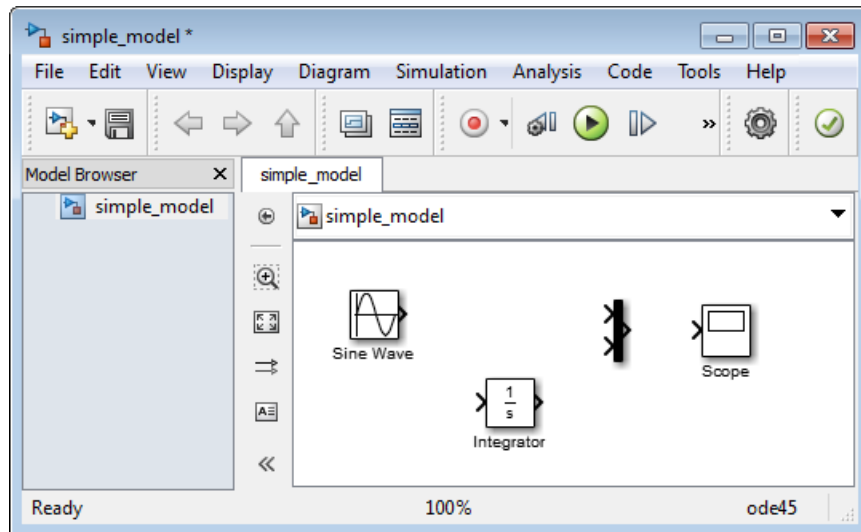 simple_model *
File Edit View Display Diagram Simulation Analysis Code Tools Help
»
Model Browser X simple_model
simple_model
simple_model
Sine Wave
Scope
1
s
Integrator
A
Ready 100% ode45